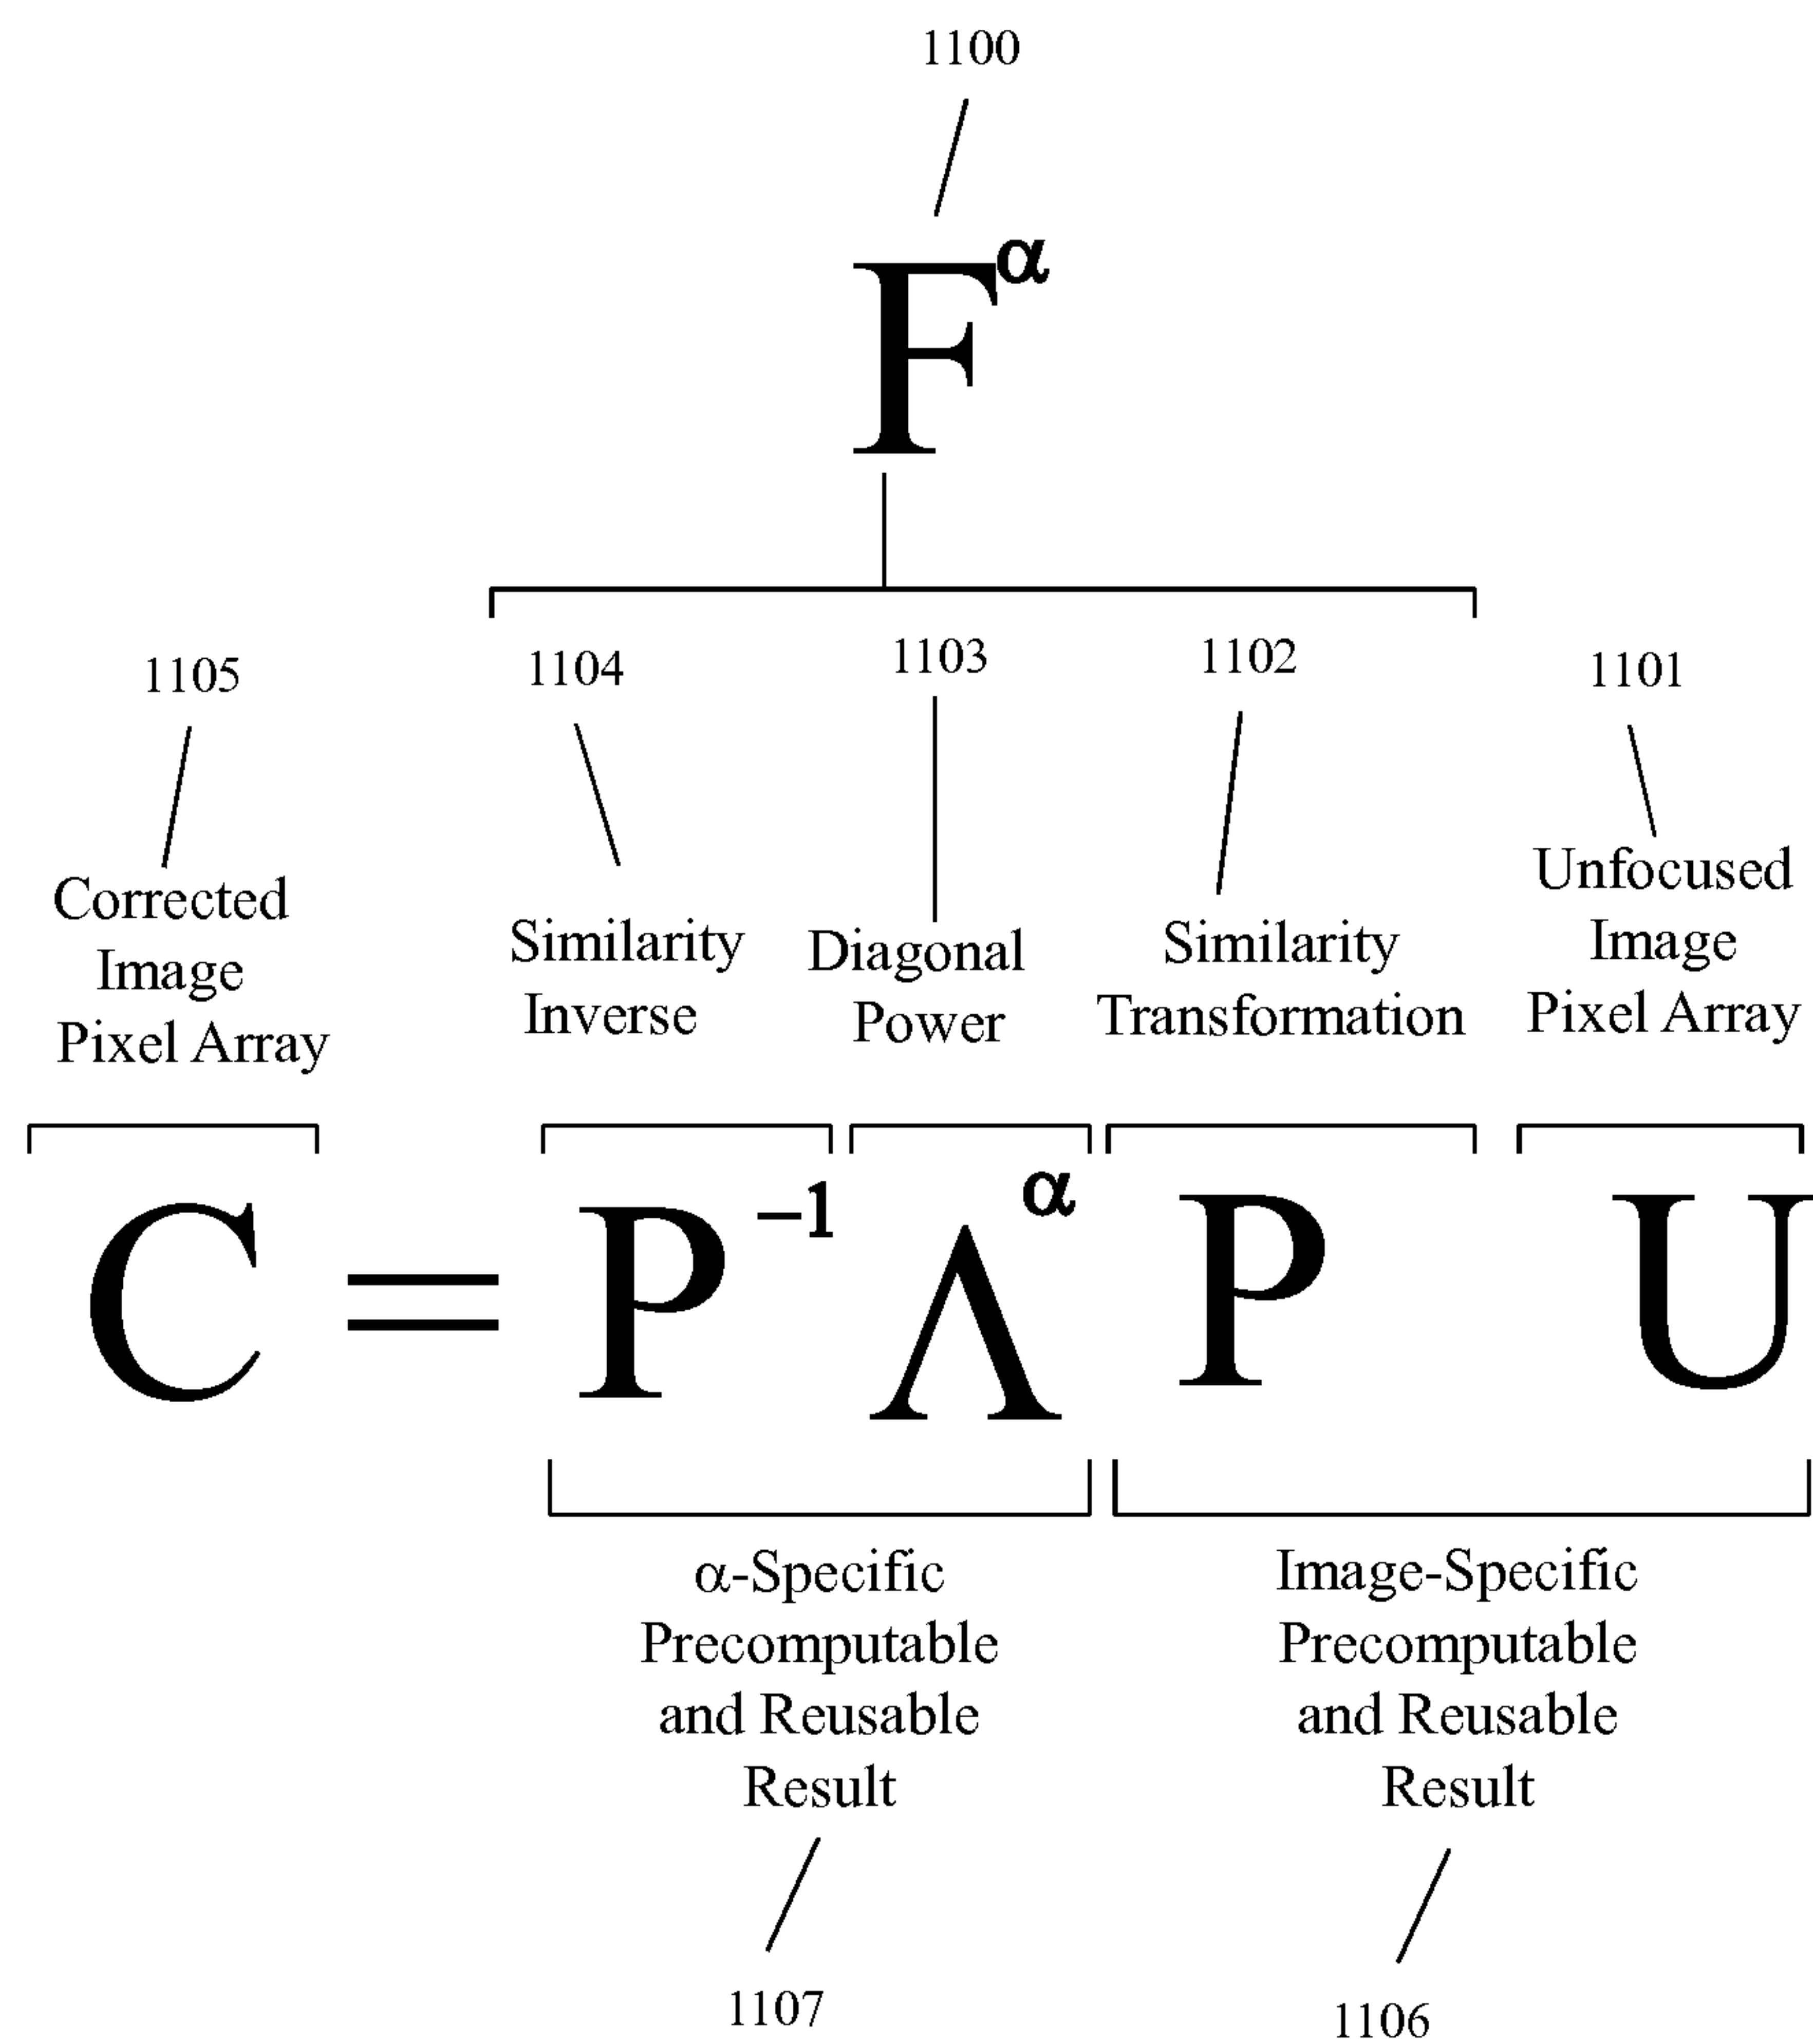 1100
F^α
1105
1104
1103
1102
1101
Corrected
Image
Pixel Array
Similarity
Inverse
Diagonal
Power
Similarity
Transformation
Unfocused
Image
Pixel Array
C = P^−1 Λ^α P U
α-Specific
Precomputable
and Reusable
Result
Image-Specific
Precomputable
and Reusable
Result
1107
1106